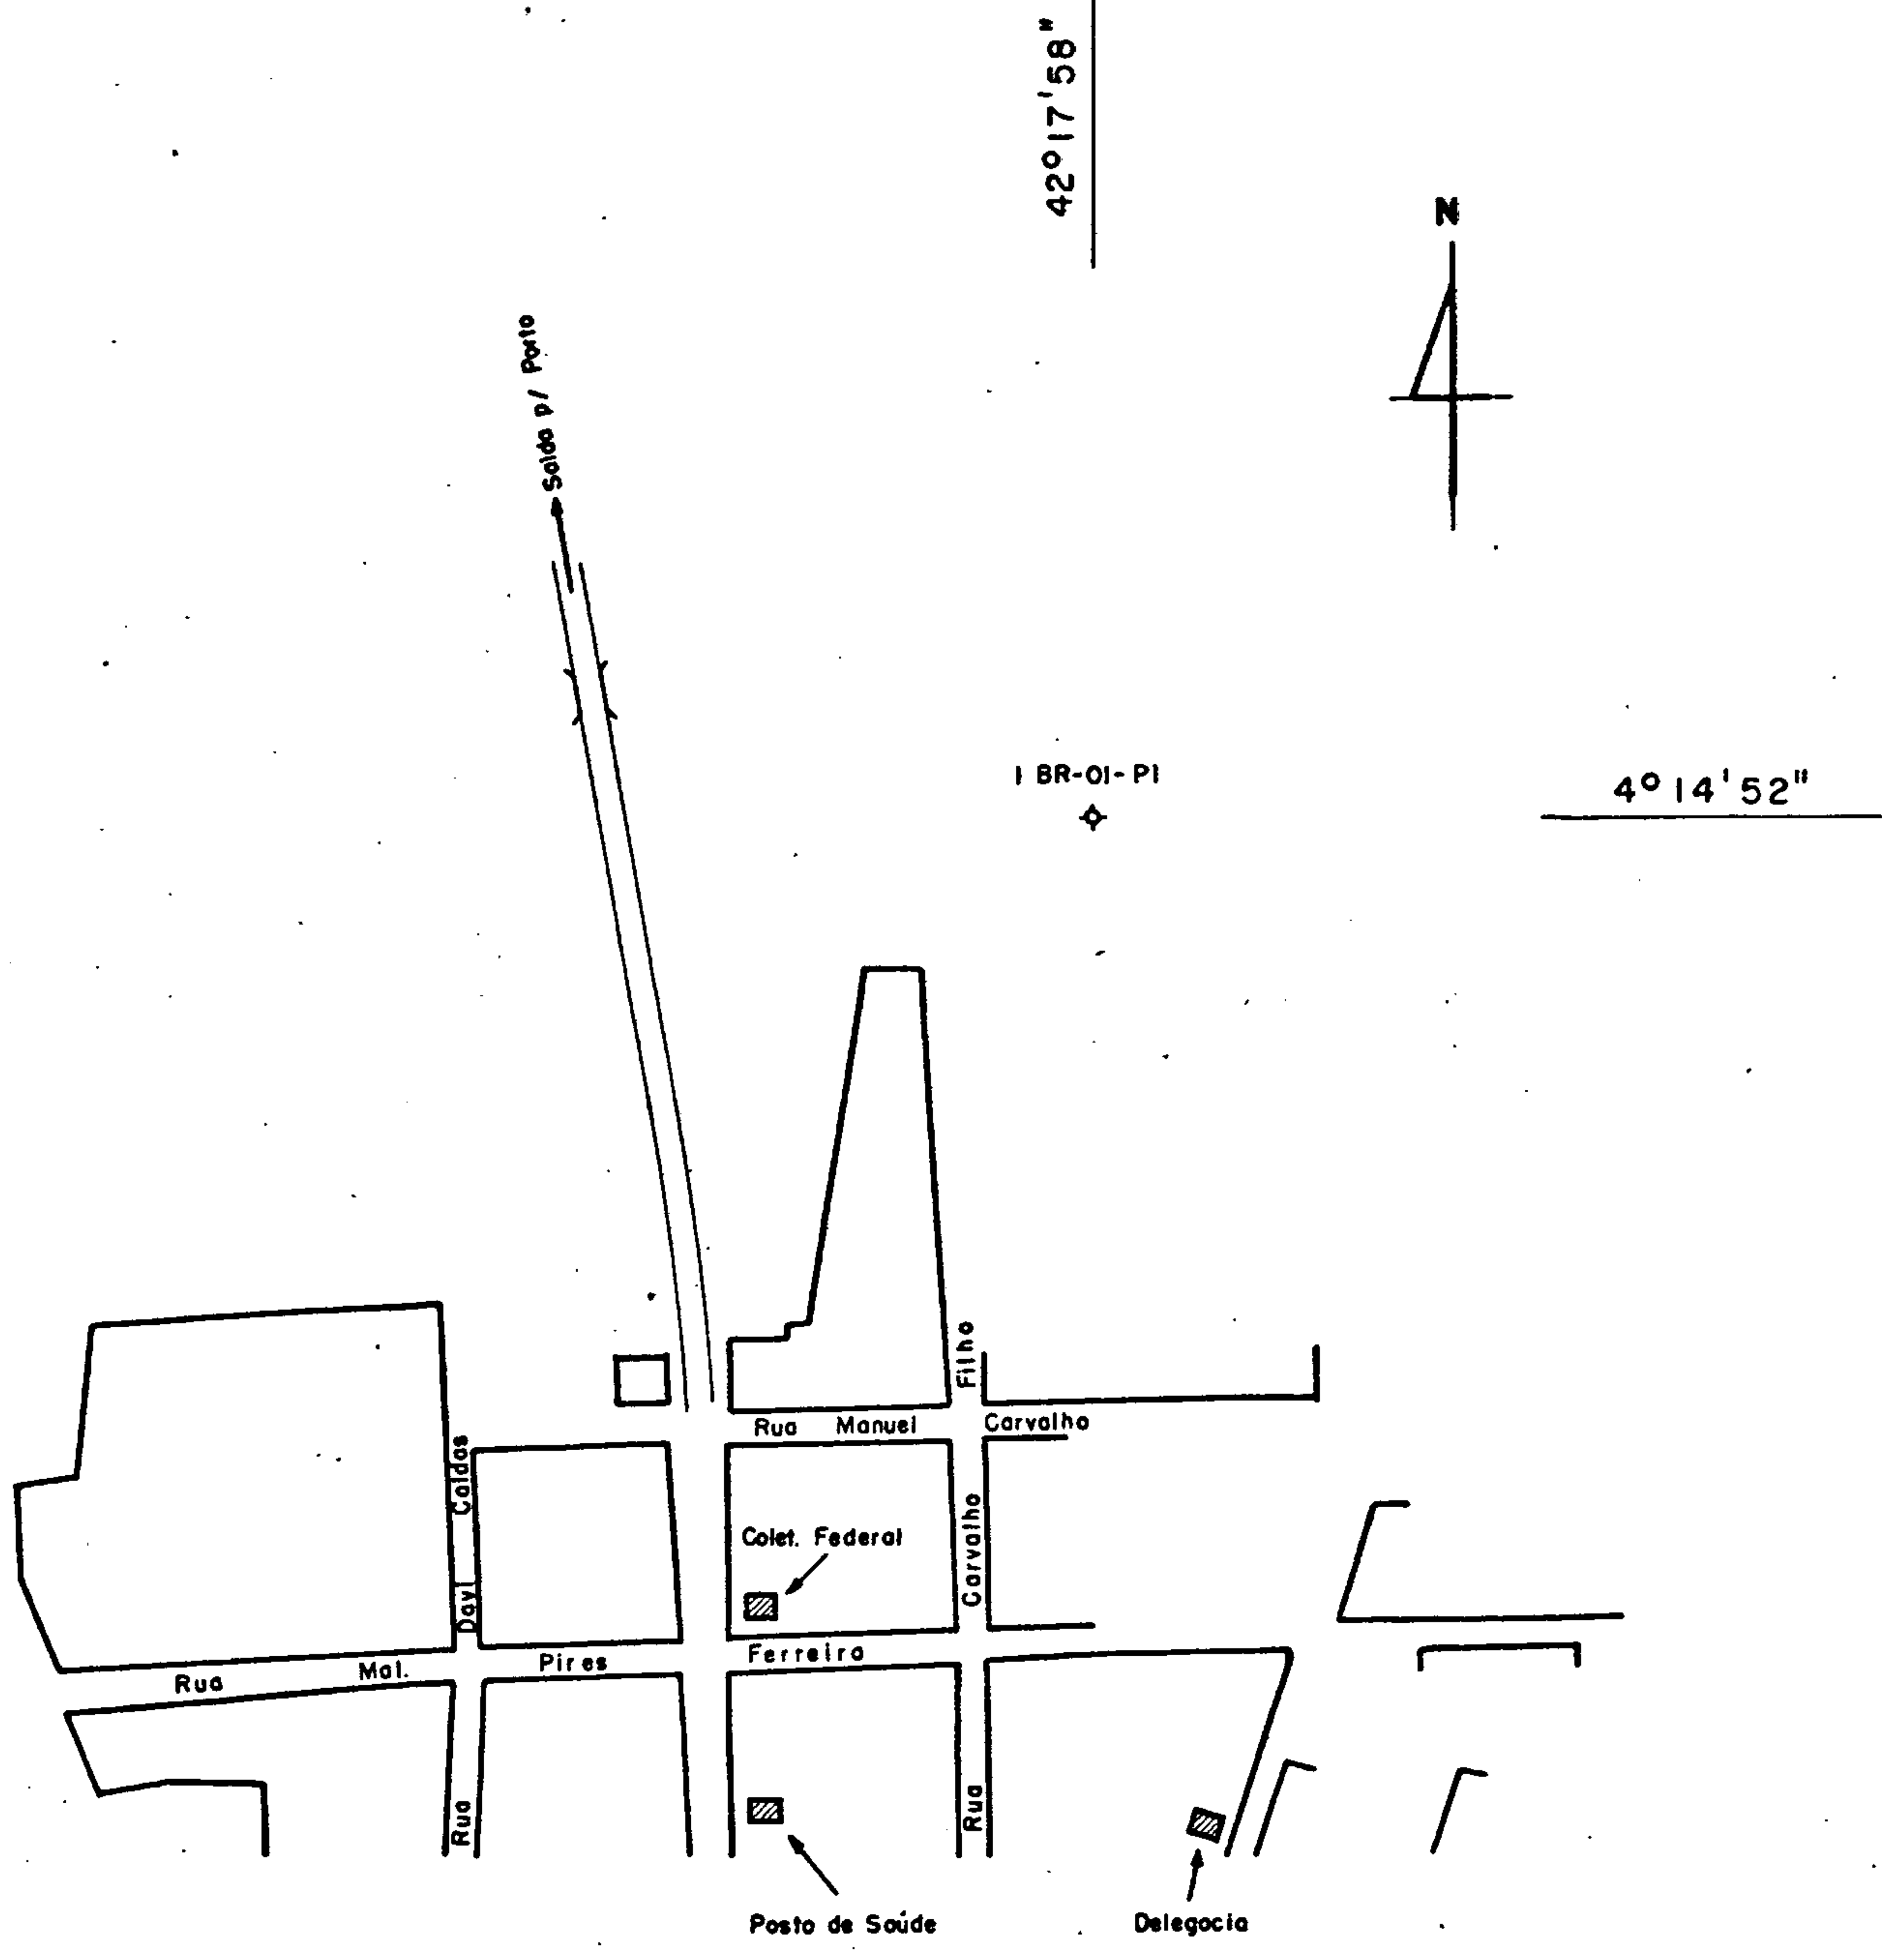 42°17'58"
N
Saída p/ Porto
1 BR-01-PI
4°14'52"
Filho
Rua Manuel Carvalho
Caldas
Colet. Federal
Carvalho
Dayl
Rua Mal. Pires Ferreira
Rua
Rua
Posto de Saúde
Delegacia